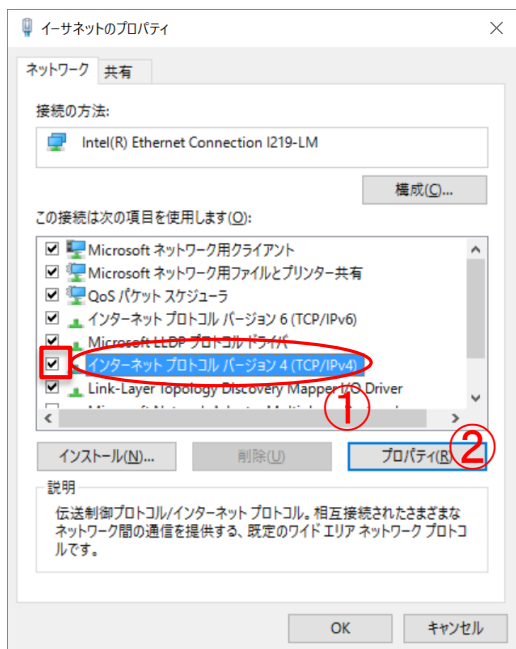 イーサネットのプロパティ
ネットワーク 共有
接続の方法:
Intel(R) Ethernet Connection I219-LM
構成(C)...
この接続は次の項目を使用します(O):
Microsoft ネットワーク用クライアント
Microsoft ネットワーク用ファイルとプリンター共有
QoS パケット スケジューラ
インターネット プロトコル バージョン 6 (TCP/IPv6)
Microsoft LLDP プロトコル ドライバー
インターネット プロトコル バージョン 4 (TCP/IPv4)
Link-Layer Topology Discovery Mapper I/O Driver
①
インストール(N)... 削除(U) プロパティ(R) ②
説明
伝送制御プロトコル/インターネット プロトコル。相互接続されたさまざまな
ネットワーク間の通信を提供する、既定のワイド エリア ネットワーク プロトコ
ルです。
OK キャンセル